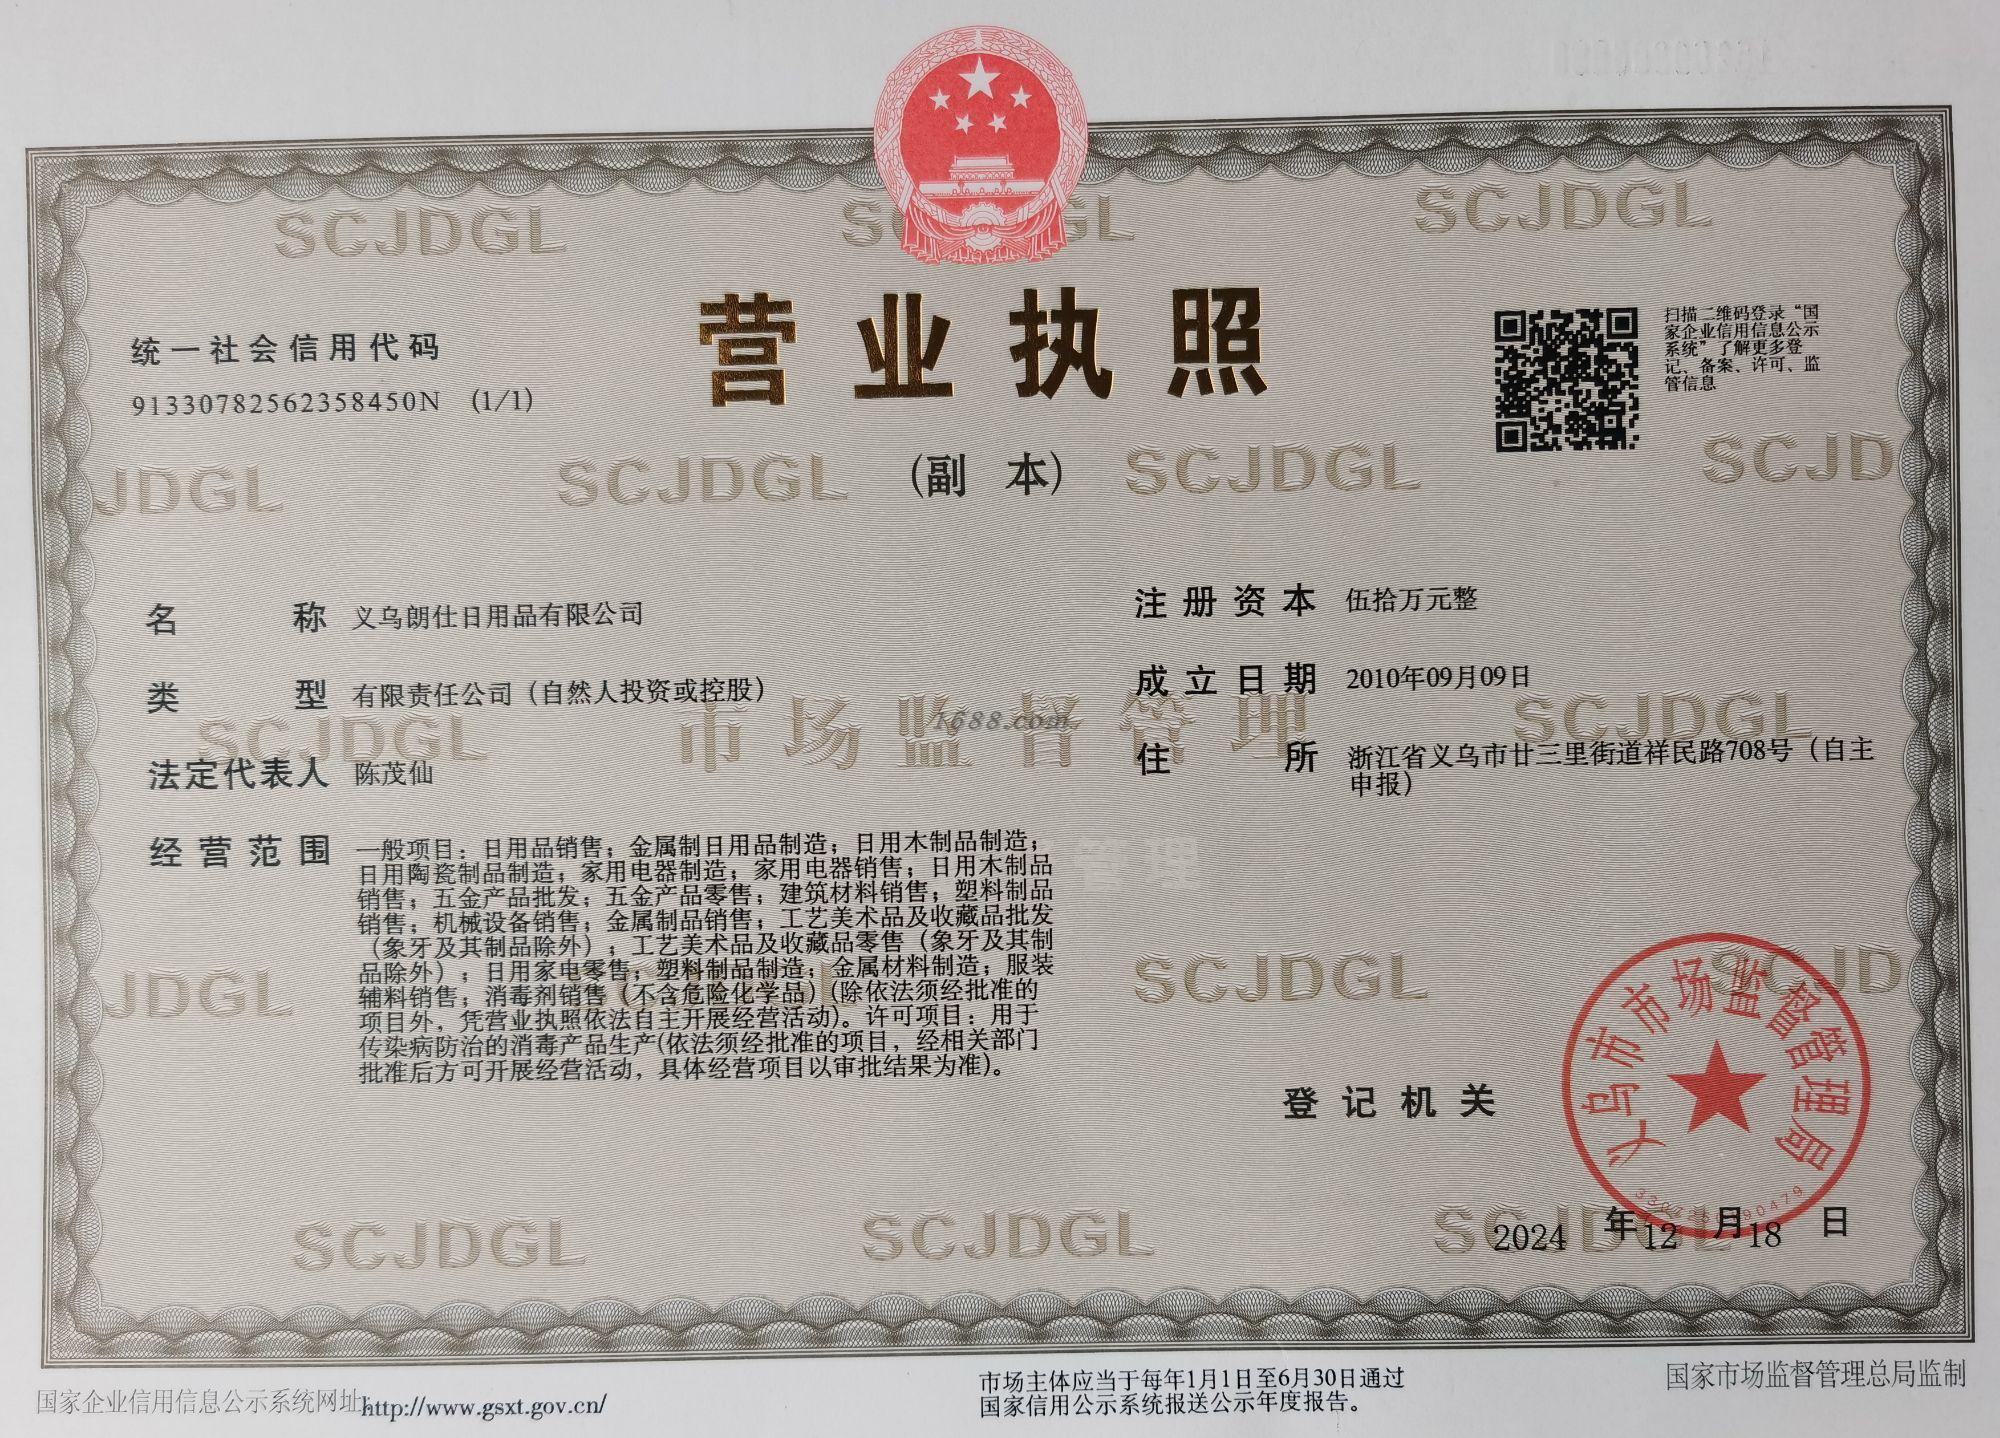 营业执照
(副 本)
统一社会信用代码
91330782562358450N (1/1)
扫描二维码登录“国
家企业信用信息公示
系统”了解更多登
记、备案、许可、监
管信息
名 称 义乌朗仕日用品有限公司
类 型 有限责任公司（自然人投资或控股）
法定代表人 陈茂仙
经营范围 一般项目：日用品销售；金属制日用品制造；日用木制品制造；
日用陶瓷制品制造；家用电器制造；家用电器销售；日用木制品
销售；五金产品批发；五金产品零售；建筑材料销售；塑料制品
销售；机械设备销售；金属制品销售；工艺美术品及收藏品批发
（象牙及其制品除外）；工艺美术品及收藏品零售（象牙及其制
品除外）；日用家电零售；塑料制品制造；金属材料制造；服装
辅料销售；消毒剂销售（不含危险化学品）(除依法须经批准的
项目外，凭营业执照依法自主开展经营活动)。许可项目：用于
传染病防治的消毒产品生产(依法须经批准的项目，经相关部门
批准后方可开展经营活动，具体经营项目以审批结果为准)。
注册资本 伍拾万元整
成立日期 2010年09月09日
住 所 浙江省义乌市廿三里街道祥民路708号（自主
申报）
登记机关
义乌市市场监督管理局
2024 年 12 月 18 日
SCJDGL
市场监督管理
1688.com
国家企业信用信息公示系统网址:http://www.gsxt.gov.cn/
市场主体应当于每年1月1日至6月30日通过
国家信用公示系统报送公示年度报告。
国家市场监督管理总局监制